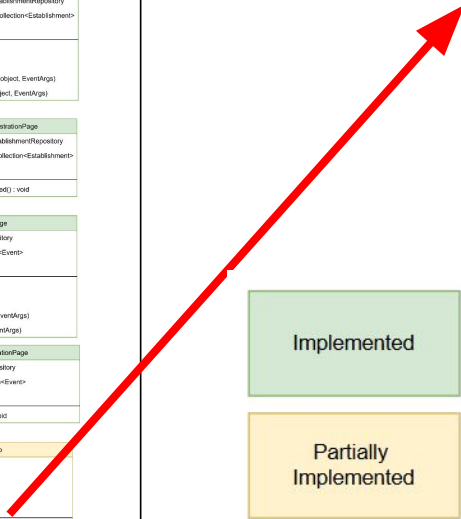 ablishmentRepository
ollection<Establishment>
object, EventArgs)
ject, EventArgs)
strationPage
ablishmentRepository
ollection<Establishment>
ed() : void
ge
itory
<Event>
ventArgs)
ntArgs)
ationPage
sitory
<Event>
oid
Implemented
Partially
Implemented